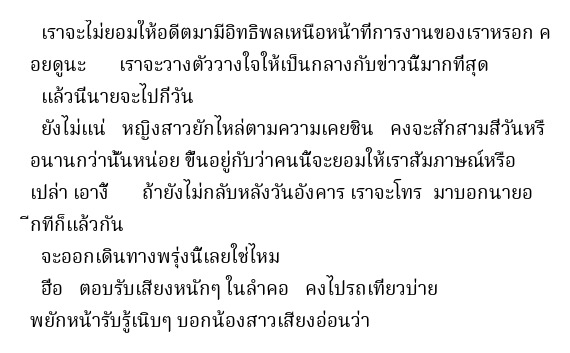 เราจะไม่ยอมให้อดีตมามีอิทธิพลเหนือหน้าที่การงานของเราหรอก ค
อยดูนะ เราจะวางตัววางใจให้เป็นกลางกับข่าวนี้มากที่สุด
แล้วนี่นายจะไปกี่วัน
ยังไม่แน่ หญิงสาวยักไหล่ตามความเคยชิน คงจะสักสามสี่วันหรื
อนานกว่านั้นหน่อย ขึ้นอยู่กับว่าคนนี้จะยอมให้เราสัมภาษณ์หรือ
เปล่า เอางี้ ถ้ายังไม่กลับหลังวันอังคาร เราจะโทร มาบอกนายอ
ีกทีก็แล้วกัน
จะออกเดินทางพรุ่งนี้เลยใช่ไหม
ฮื่อ ตอบรับเสียงหนักๆ ในลำคอ คงไปรถเที่ยวบ่าย
พยักหน้ารับรู้เนิบๆ บอกน้องสาวเสียงอ่อนว่า